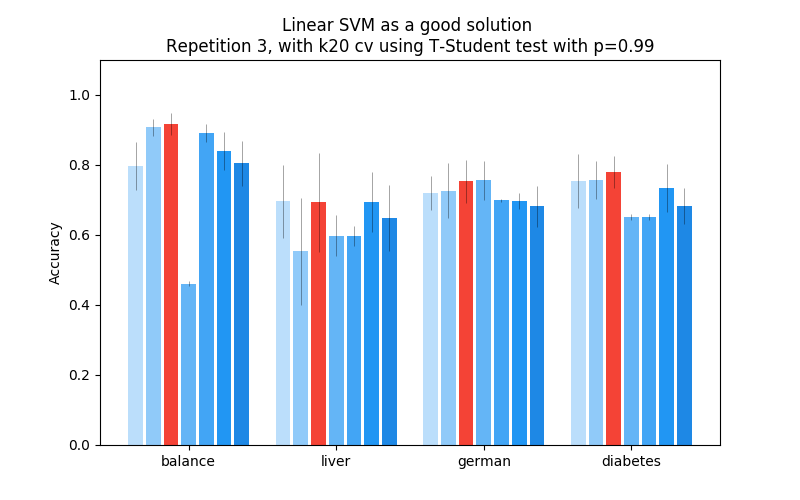 Linear SVM as a good solution
Repetition 3, with k20 cv using T-Student test with p=0.99
1.0
0.8
0.6
0.4
0.2
0.0
Accuracy
balance
liver
german
diabetes